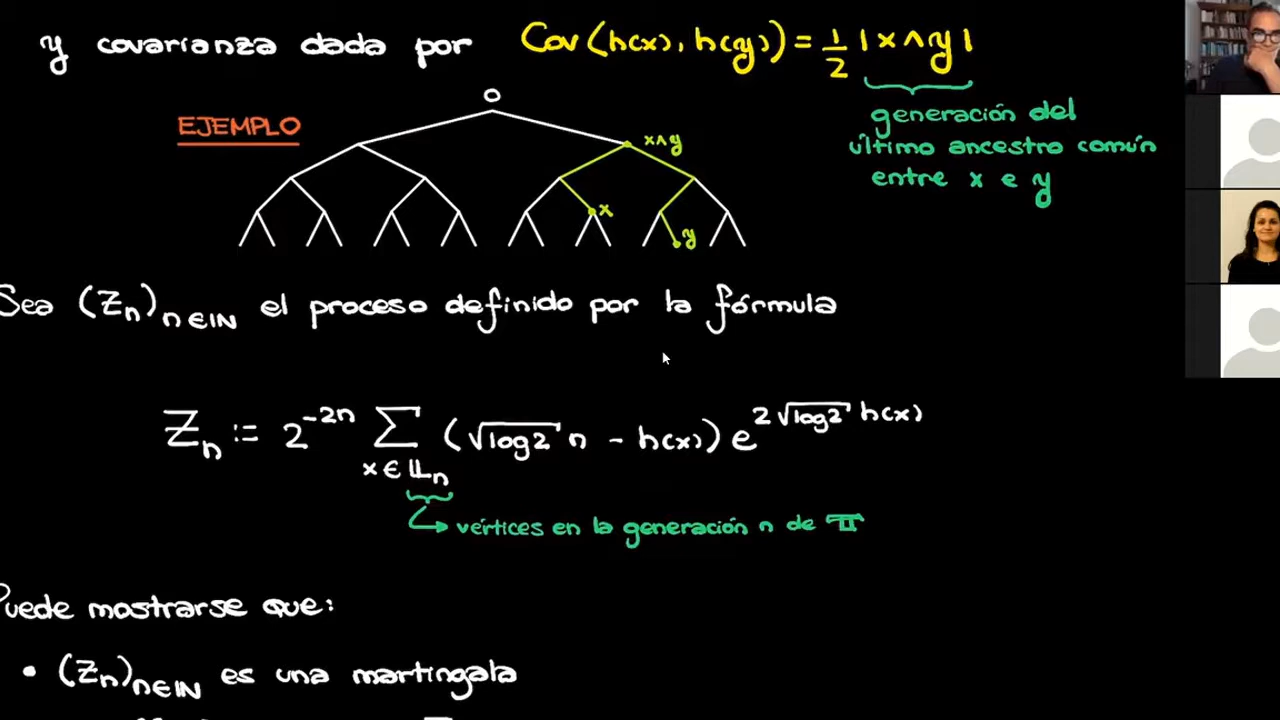 y covarianza dada por Cov(h(x), h(y)) = 1/2 |x∧y|
generación del
último ancestro común
entre x e y
EJEMPLO
0
x∧y
x
y
Sea (Zₙ)ₙ∈ℕ el proceso definido por la fórmula
Zₙ := 2^{-2n} Σ_{x∈𝕃ₙ} (√log2 n - h(x)) e^{2√log2 h(x)}
vértices en la generación n de 𝕋
Puede mostrarse que:
• (Zₙ)ₙ∈ℕ es una martingala